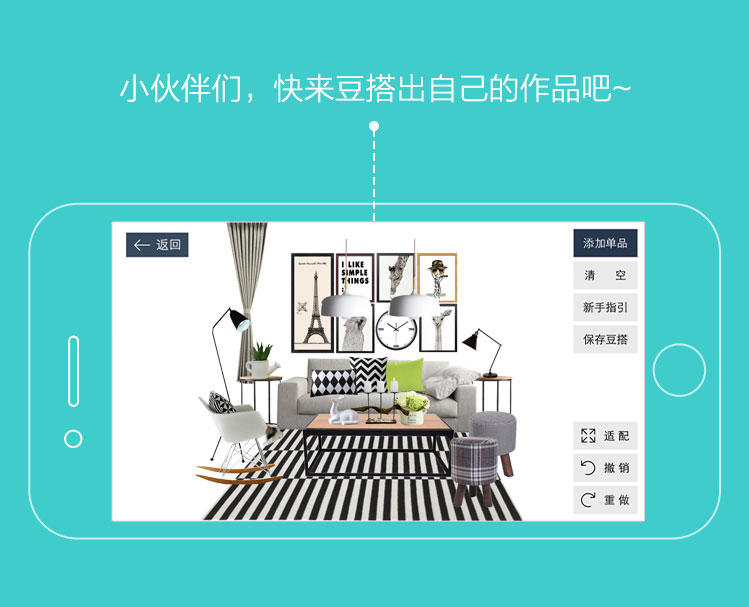 小伙伴们，快来豆搭出自己的作品吧~
返回
添加单品
清 空
新手指引
保存豆搭
I LIKE
SIMPLE
THINGS
适 配
撤 销
重 做